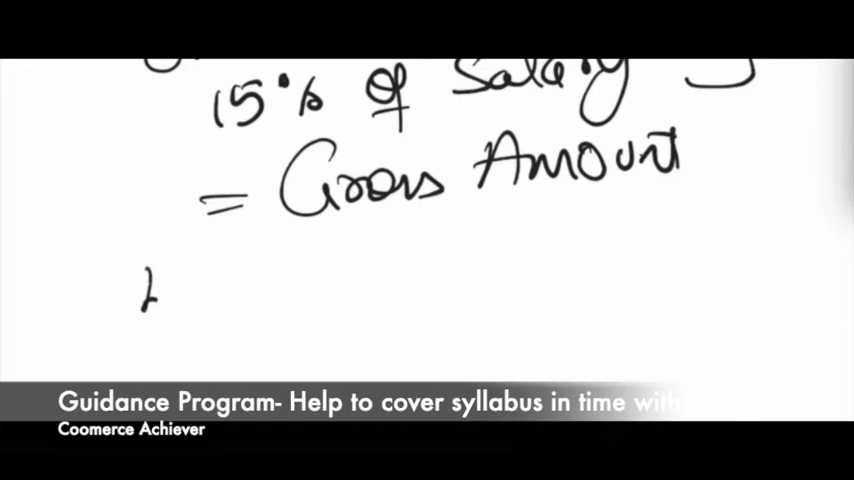 15% of Salary
= Gross Amount
Guidance Program- Help to cover syllabus in time with
Coomerce Achiever